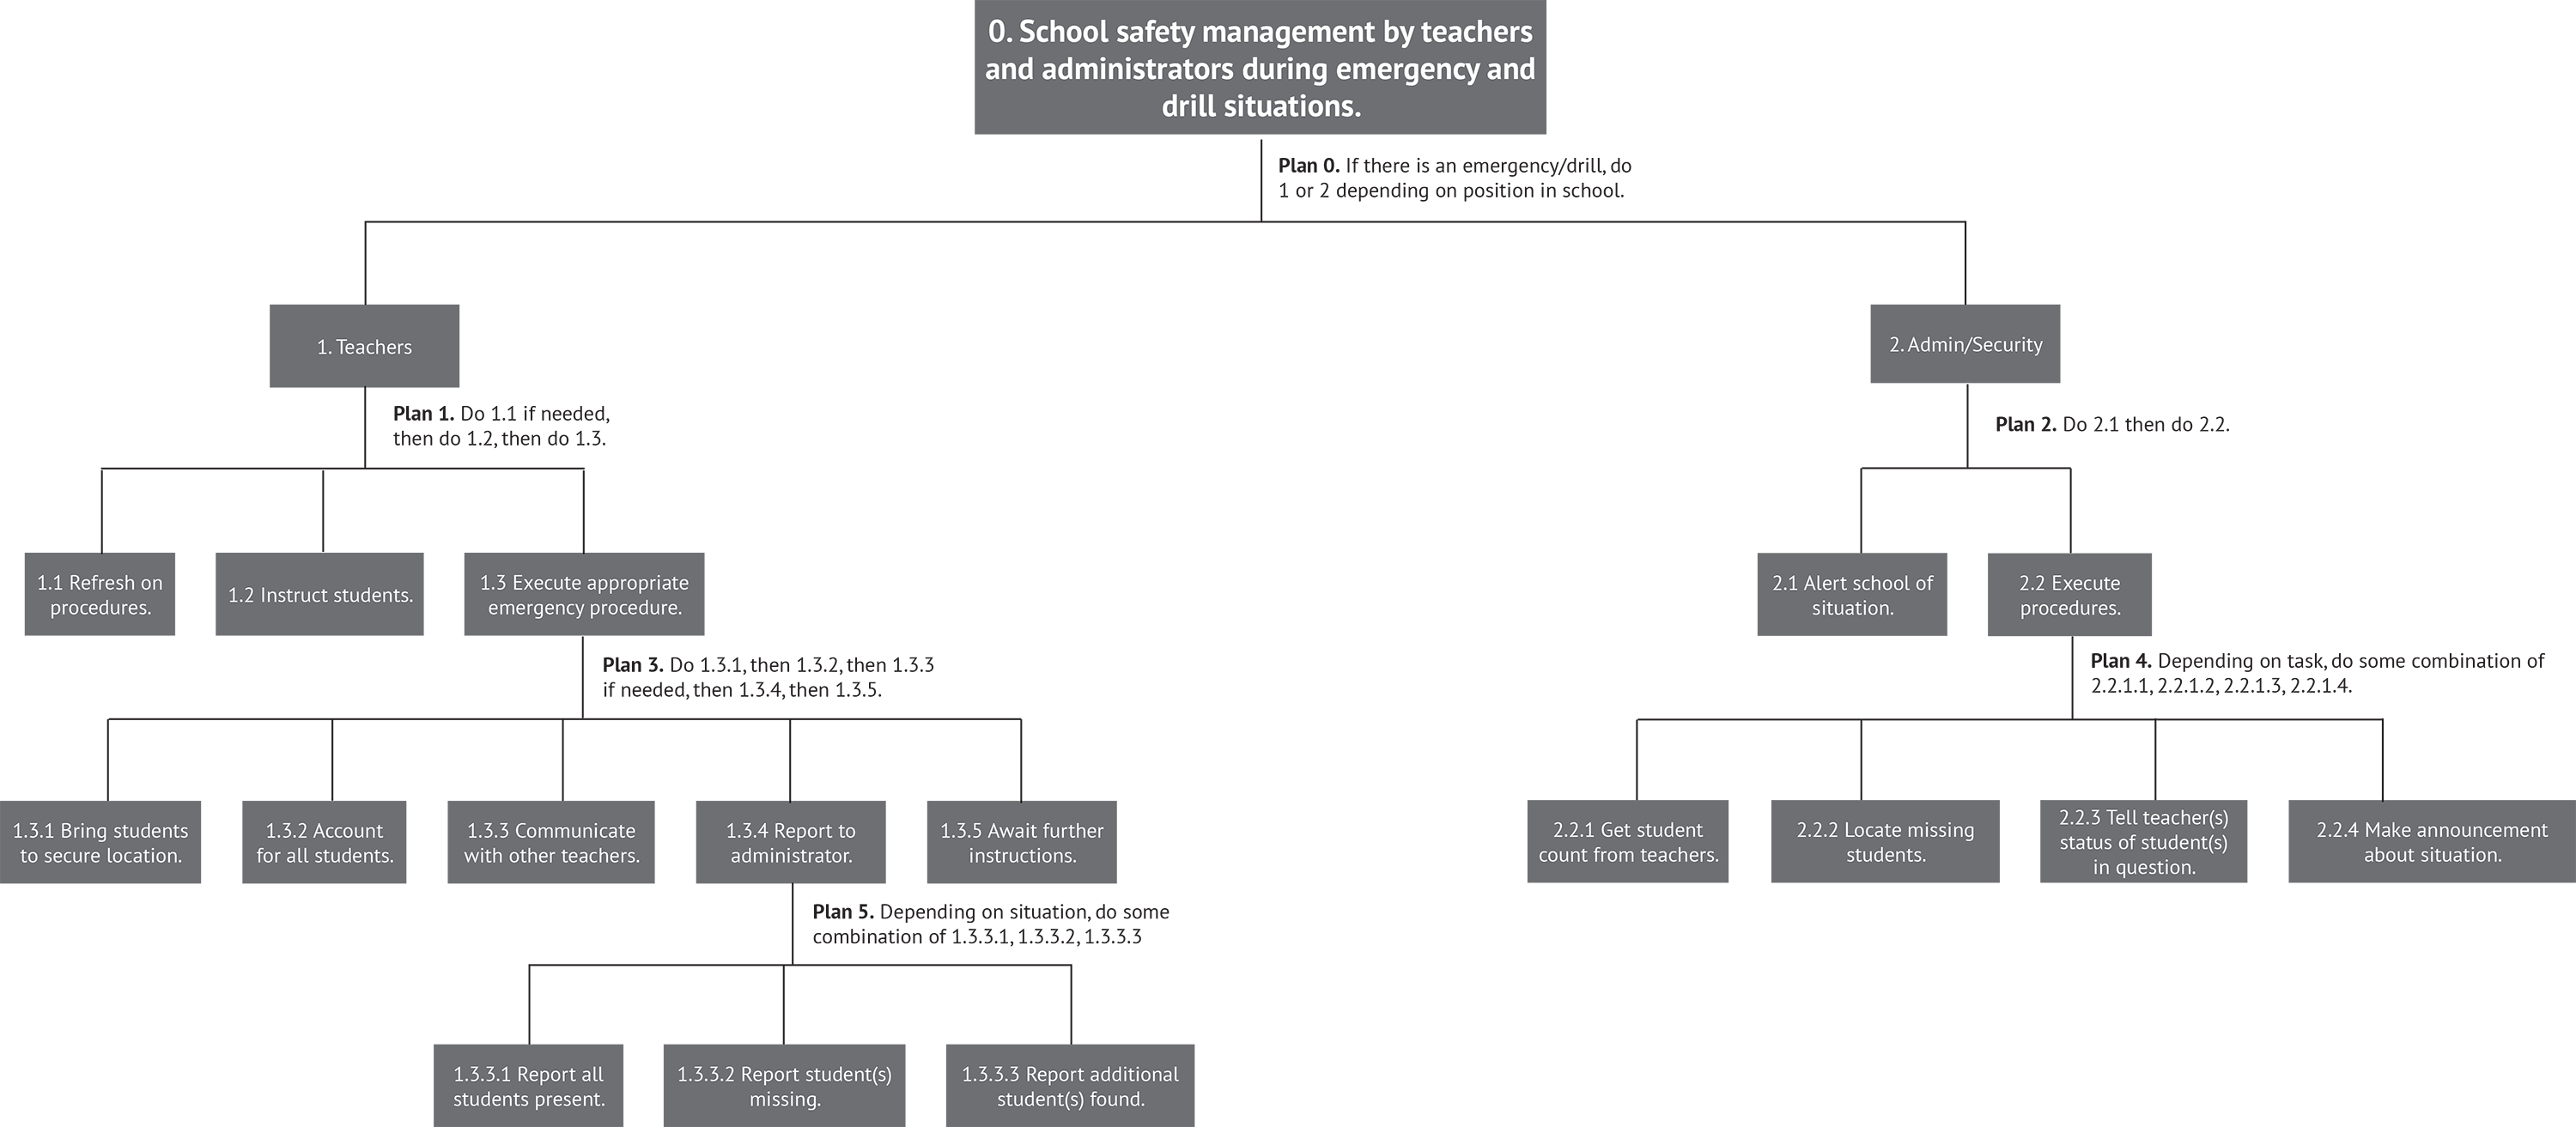 0. School safety management by teachers
and administrators during emergency and
drill situations.
Plan 0. If there is an emergency/drill, do
1 or 2 depending on position in school.
1. Teachers
2. Admin/Security
Plan 1. Do 1.1 if needed,
then do 1.2, then do 1.3.
Plan 2. Do 2.1 then do 2.2.
1.1 Refresh on
procedures.
1.2 Instruct students.
1.3 Execute appropriate
emergency procedure.
2.1 Alert school of
situation.
2.2 Execute
procedures.
Plan 3. Do 1.3.1, then 1.3.2, then 1.3.3
if needed, then 1.3.4, then 1.3.5.
Plan 4. Depending on task, do some combination of
2.2.1.1, 2.2.1.2, 2.2.1.3, 2.2.1.4.
1.3.1 Bring students
to secure location.
1.3.2 Account
for all students.
1.3.3 Communicate
with other teachers.
1.3.4 Report to
administrator.
1.3.5 Await further
instructions.
2.2.1 Get student
count from teachers.
2.2.2 Locate missing
students.
2.2.3 Tell teacher(s)
status of student(s)
in question.
2.2.4 Make announcement
about situation.
Plan 5. Depending on situation, do some
combination of 1.3.3.1, 1.3.3.2, 1.3.3.3
1.3.3.1 Report all
students present.
1.3.3.2 Report student(s)
missing.
1.3.3.3 Report additional
student(s) found.